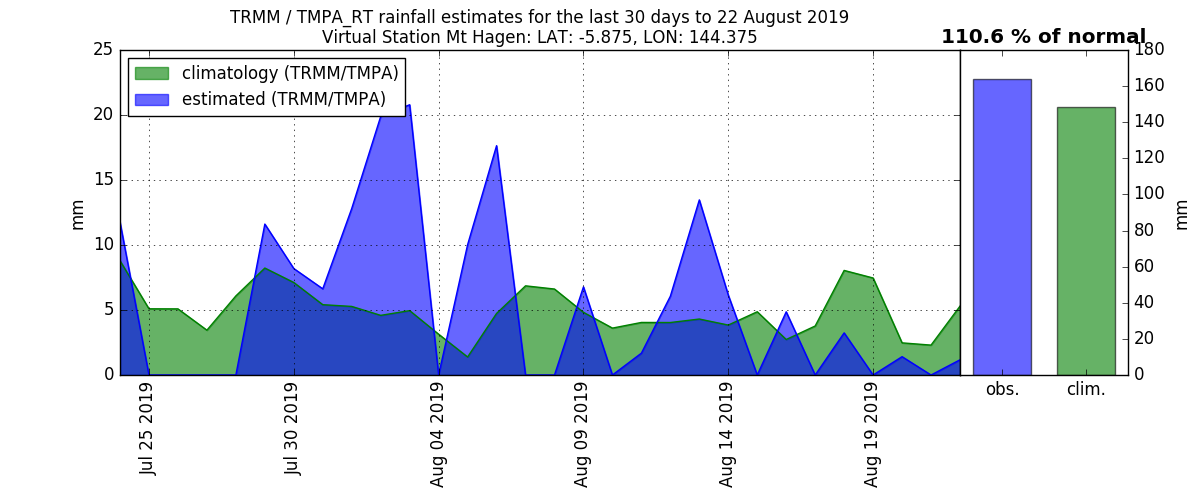 TRMM / TMPA_RT rainfall estimates for the last 30 days to 22 August 2019
Virtual Station Mt Hagen: LAT: -5.875, LON: 144.375
110.6 % of normal
climatology (TRMM/TMPA)
estimated (TRMM/TMPA)
25
20
15
10
5
0
mm
Jul 25 2019
Jul 30 2019
Aug 04 2019
Aug 09 2019
Aug 14 2019
Aug 19 2019
180
160
140
120
100
80
60
40
20
0
mm
obs.
clim.